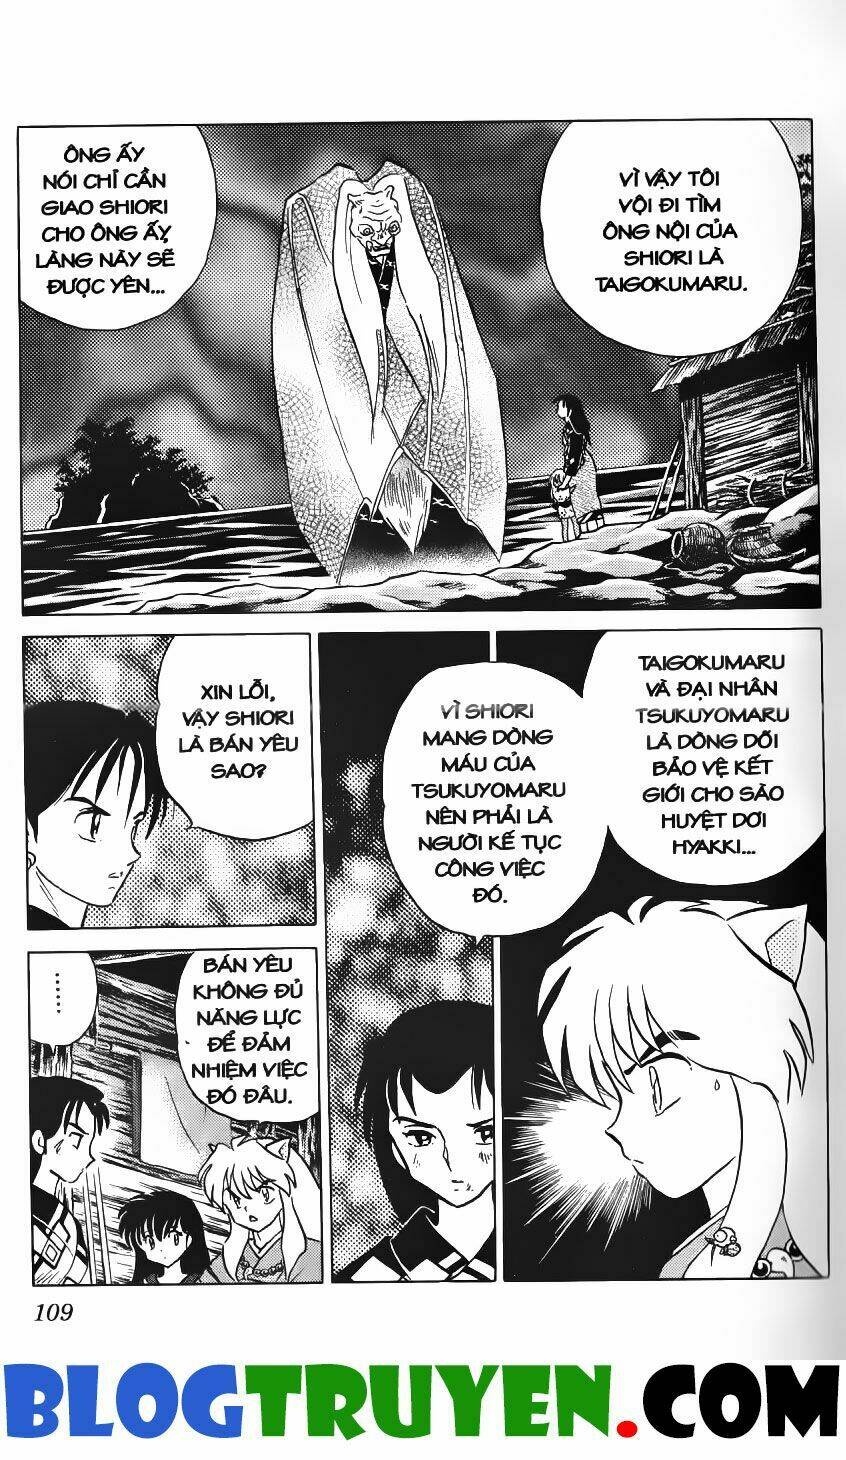 VÌ VẬY TÔI
VỘI ĐI TÌM
ÔNG NỘI CỦA
SHIORI LÀ
TAIGOKUMARU.
ÔNG ẤY
NÓI CHỈ CẦN
GIAO SHIORI
CHO ÔNG ẤY,
LÀNG NÀY SẼ
ĐƯỢC YÊN...
TAIGOKUMARU
VÀ ĐẠI NHÂN
TSUKUYOMARU
LÀ DÒNG DÕI
BẢO VỆ KẾT
GIỚI CHO SÀO
HUYỆT DƠI
HYAKKI...
VÌ SHIORI
MANG DÒNG
MÁU CỦA
TSUKUYOMARU
NÊN PHẢI LÀ
NGƯỜI KẾ TỤC
CÔNG VIỆC
ĐÓ.
XIN LỖI,
VẬY SHIORI
LÀ BÁN YÊU
SAO?
BÁN YÊU
KHÔNG ĐỦ
NĂNG LỰC
ĐỂ ĐẢM
NHIỆM VIỆC
ĐÓ ĐÂU.
......
109
BLOGTRUYEN.COM